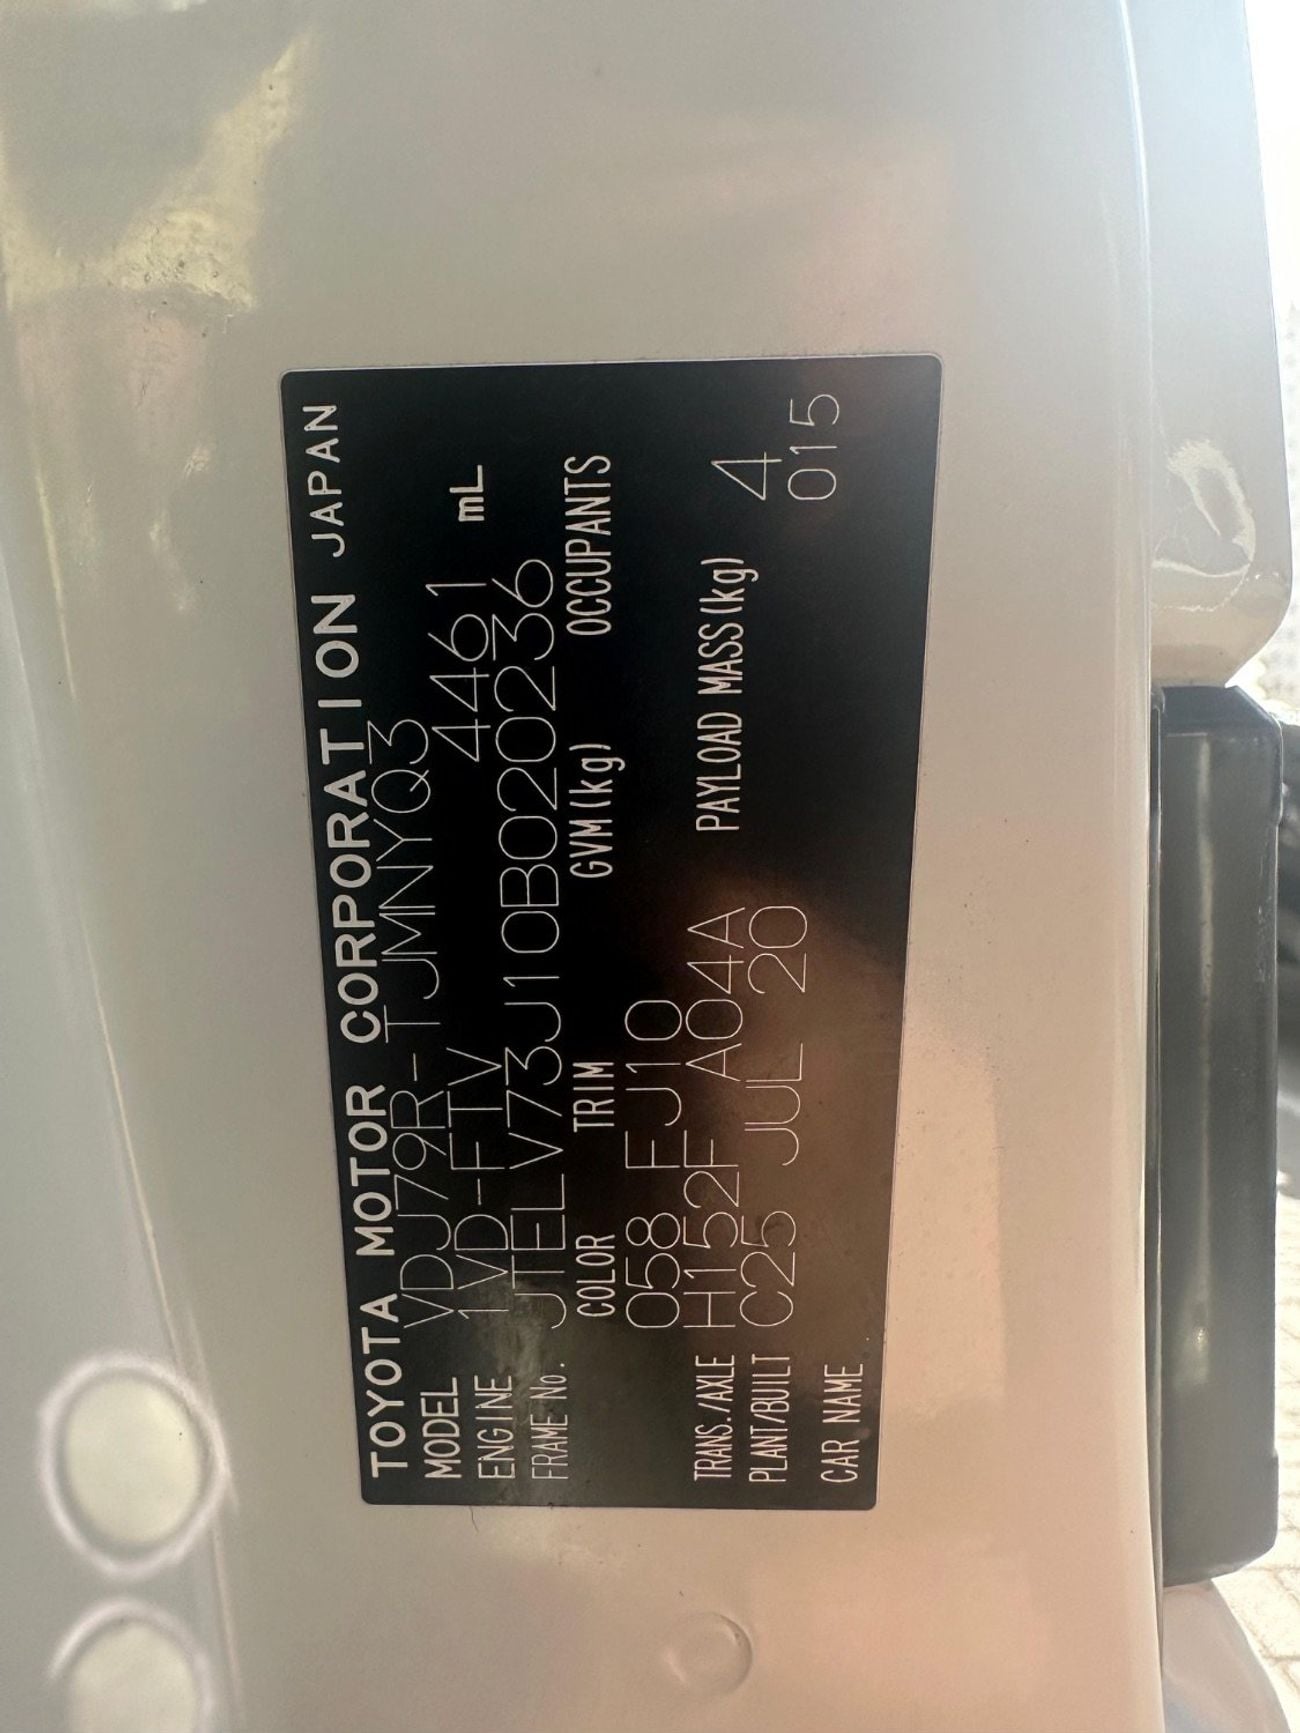 TOYOTA MOTOR CORPORATION JAPAN
MODEL VDJ79R-TJMNYQ3
ENGINE 1VD-FTV 4461 mL
FRAME No. JTELV73J10B020236
COLOR TRIM GVM(kg) OCCUPANTS
058 FJ10
TRANS./AXLE H152F A04A PAYLOAD MASS(kg) 4
PLANT/BUILT C25 JUL 20 015
CAR NAME